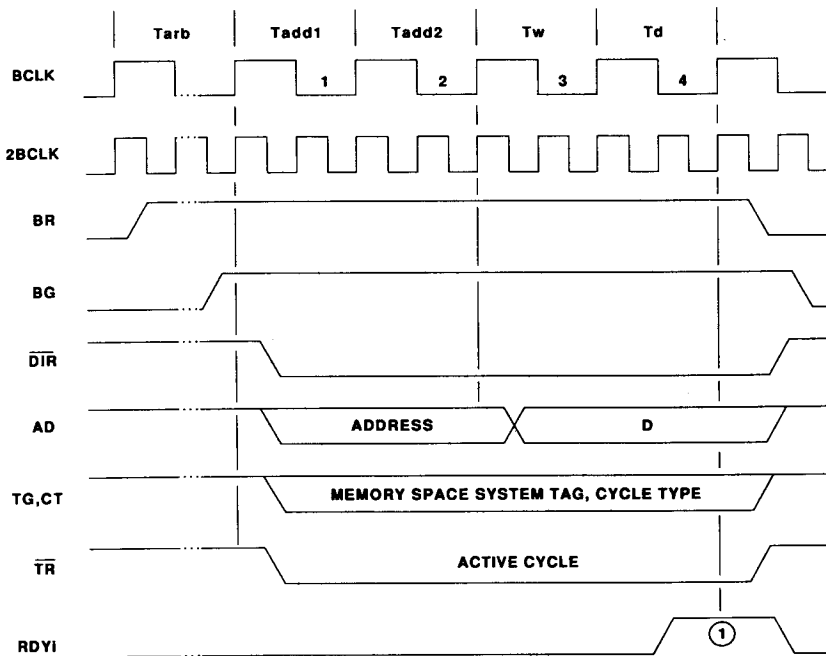 Tarb Tadd1 Tadd2 Tw Td
BCLK 1 2 3 4
2BCLK
BR
BG
DIR
AD ADDRESS D
TG,CT MEMORY SPACE SYSTEM TAG, CYCLE TYPE
TR ACTIVE CYCLE
RDYi 1